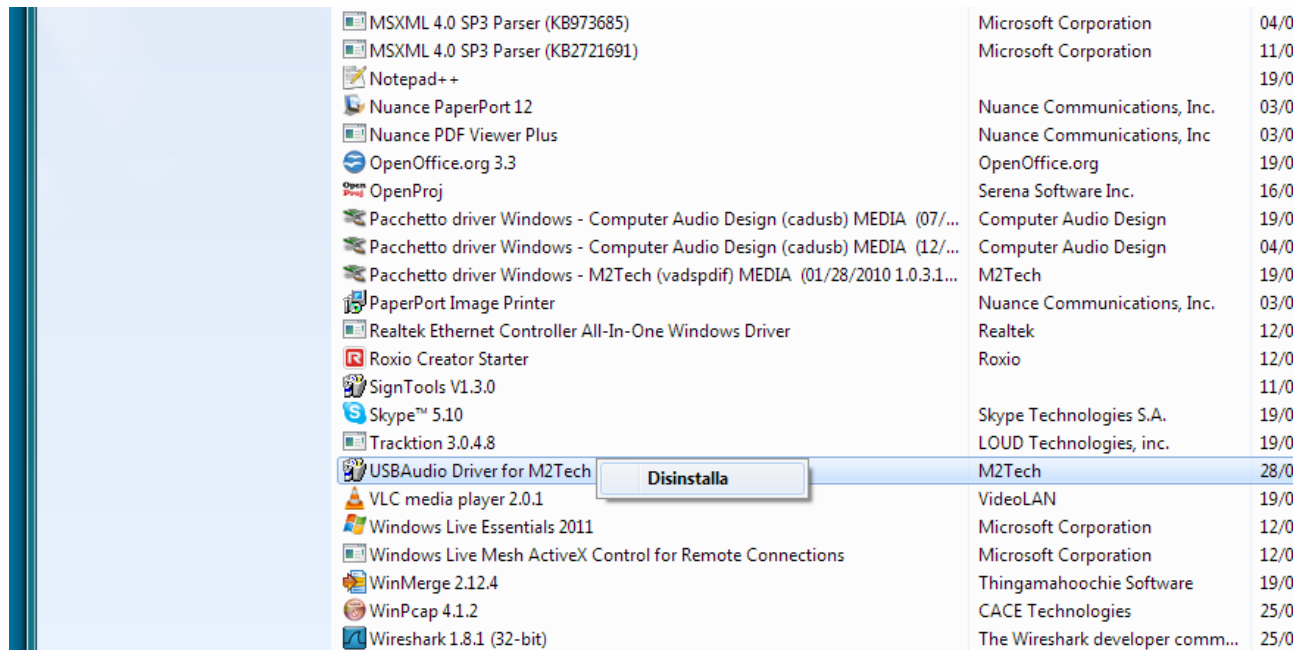 MSXML 4.0 SP3 Parser (KB973685) Microsoft Corporation 04/0
MSXML 4.0 SP3 Parser (KB2721691) Microsoft Corporation 11/0
Notepad++ 19/0
Nuance PaperPort 12 Nuance Communications, Inc. 03/0
Nuance PDF Viewer Plus Nuance Communications, Inc 03/0
OpenOffice.org 3.3 OpenOffice.org 19/0
Open Proj OpenProj Serena Software Inc. 16/0
Pacchetto driver Windows - Computer Audio Design (cadusb) MEDIA (07/... Computer Audio Design 19/0
Pacchetto driver Windows - Computer Audio Design (cadusb) MEDIA (12/... Computer Audio Design 04/0
Pacchetto driver Windows - M2Tech (vadspdif) MEDIA (01/28/2010 1.0.3.1... M2Tech 19/0
PaperPort Image Printer Nuance Communications, Inc. 03/0
Realtek Ethernet Controller All-In-One Windows Driver Realtek 12/0
Roxio Creator Starter Roxio 12/0
SignTools V1.3.0 11/0
Skype™ 5.10 Skype Technologies S.A. 19/0
Tracktion 3.0.4.8 LOUD Technologies, inc. 19/0
USBAudio Driver for M2Tech Disinstalla M2Tech 28/0
VLC media player 2.0.1 VideoLAN 19/0
Windows Live Essentials 2011 Microsoft Corporation 12/0
Windows Live Mesh ActiveX Control for Remote Connections Microsoft Corporation 12/0
WinMerge 2.12.4 Thingamahoochie Software 19/0
WinPcap 4.1.2 CACE Technologies 25/0
Wireshark 1.8.1 (32-bit) The Wireshark developer comm... 25/0